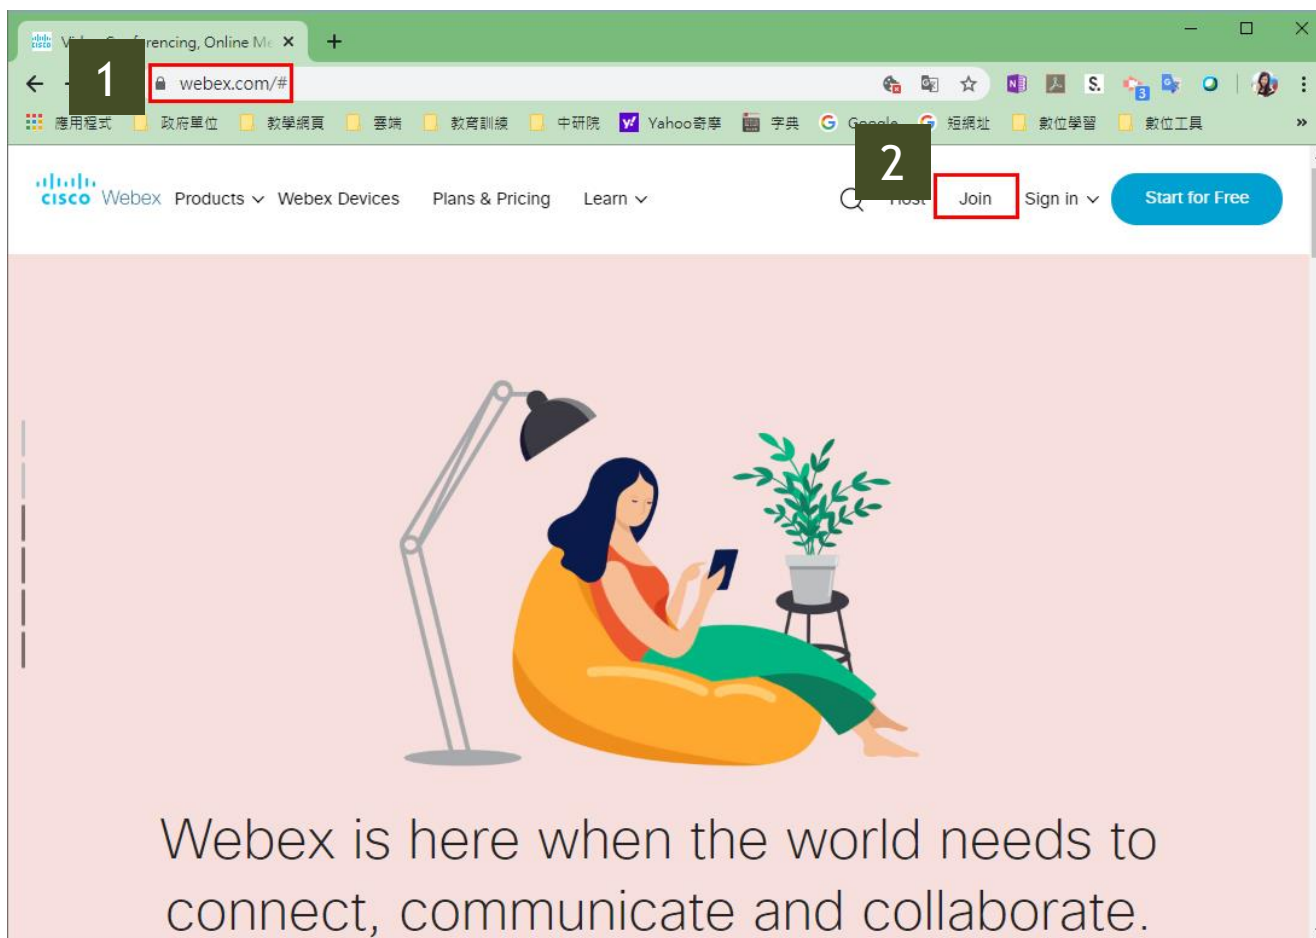 rencing, Online Me
1
webex.com/#
應用程式 政府單位 教學網頁 雲端 教育訓練 中研院 Yahoo奇摩 字典 Google 短網址 數位學習 數位工具 »
2
CISCO Webex Products Webex Devices Plans & Pricing Learn Host Join Sign in Start for Free
Webex is here when the world needs to
connect, communicate and collaborate.